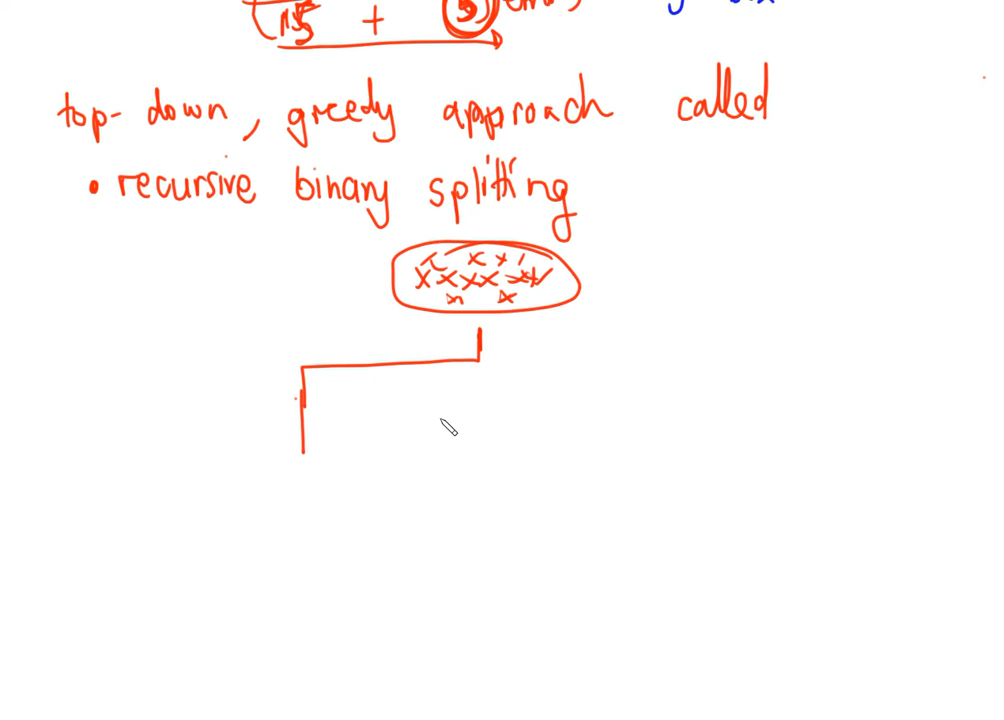 +
top-down, greedy approach called
• recursive binary splitting